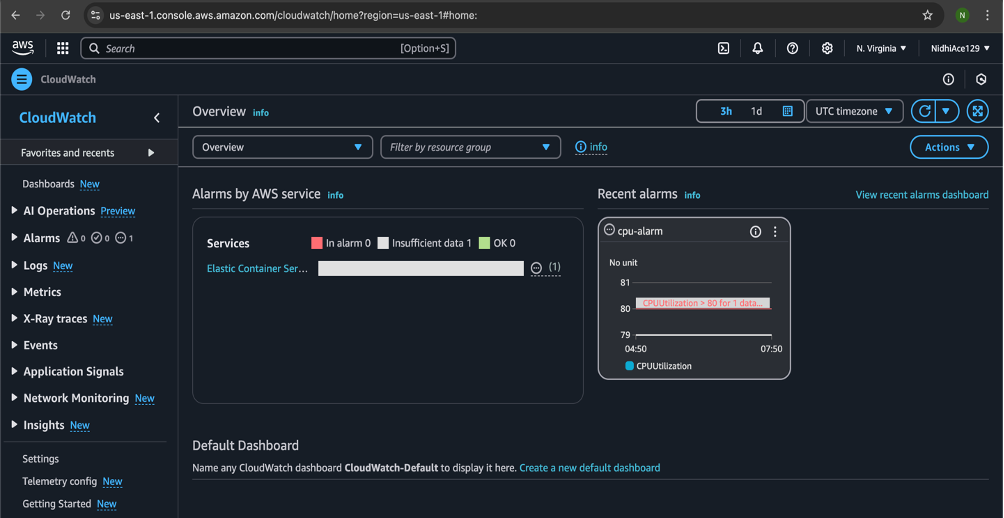 us-east-1.console.aws.amazon.com/cloudwatch/home?region=us-east-1#home:
N
aws
Search
[Option+S]
N. Virginia
NidhiAce129
CloudWatch
CloudWatch
Favorites and recents
Dashboards New
AI Operations Preview
Alarms 0 0 1
Logs New
Metrics
X-Ray traces New
Events
Application Signals
Network Monitoring New
Insights New
Settings
Telemetry config New
Getting Started New
Overview info
3h 1d
UTC timezone
Overview
Filter by resource group
info
Actions
Alarms by AWS service info
Services
In alarm 0 Insufficient data 1 OK 0
Elastic Container Ser... (1)
Recent alarms info
View recent alarms dashboard
cpu-alarm
No unit
81
CPUUtilization > 80 for 1 data...
80
79
04:50 07:50
CPUUtilization
Default Dashboard
Name any CloudWatch dashboard CloudWatch-Default to display it here. Create a new default dashboard